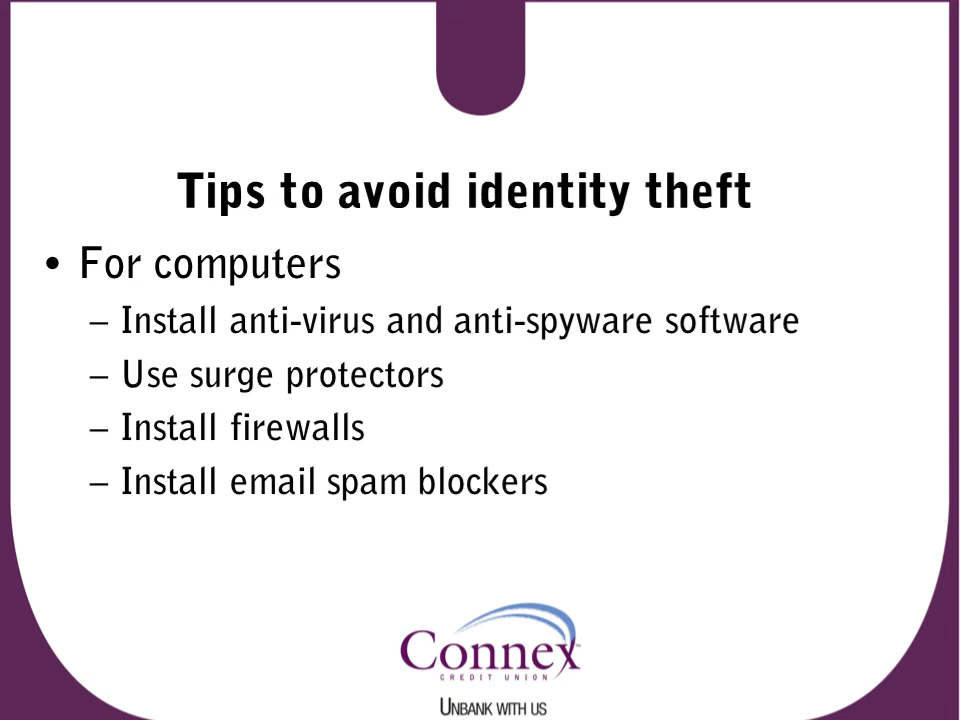 Tips to avoid identity theft
• For computers
– Install anti-virus and anti-spyware software
– Use surge protectors
– Install firewalls
– Install email spam blockers
Connex™
CREDIT UNION
UNBANK WITH US